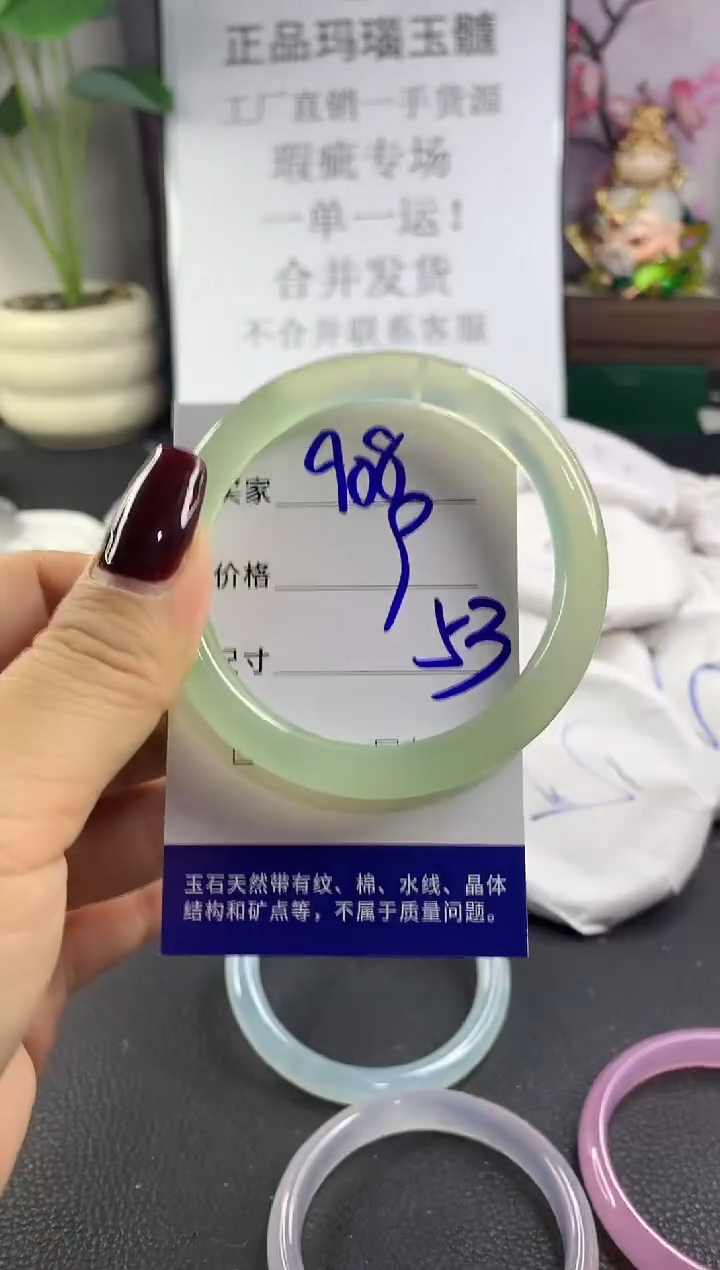 正品玛瑙玉髓
工厂直销一手货源
瑕疵专场
一单一运！
合并发货
不合并联系客服
买家 908
价格 9
尺寸 53
玉石天然带有纹、棉、水线、晶体
结构和矿点等，不属于质量问题。